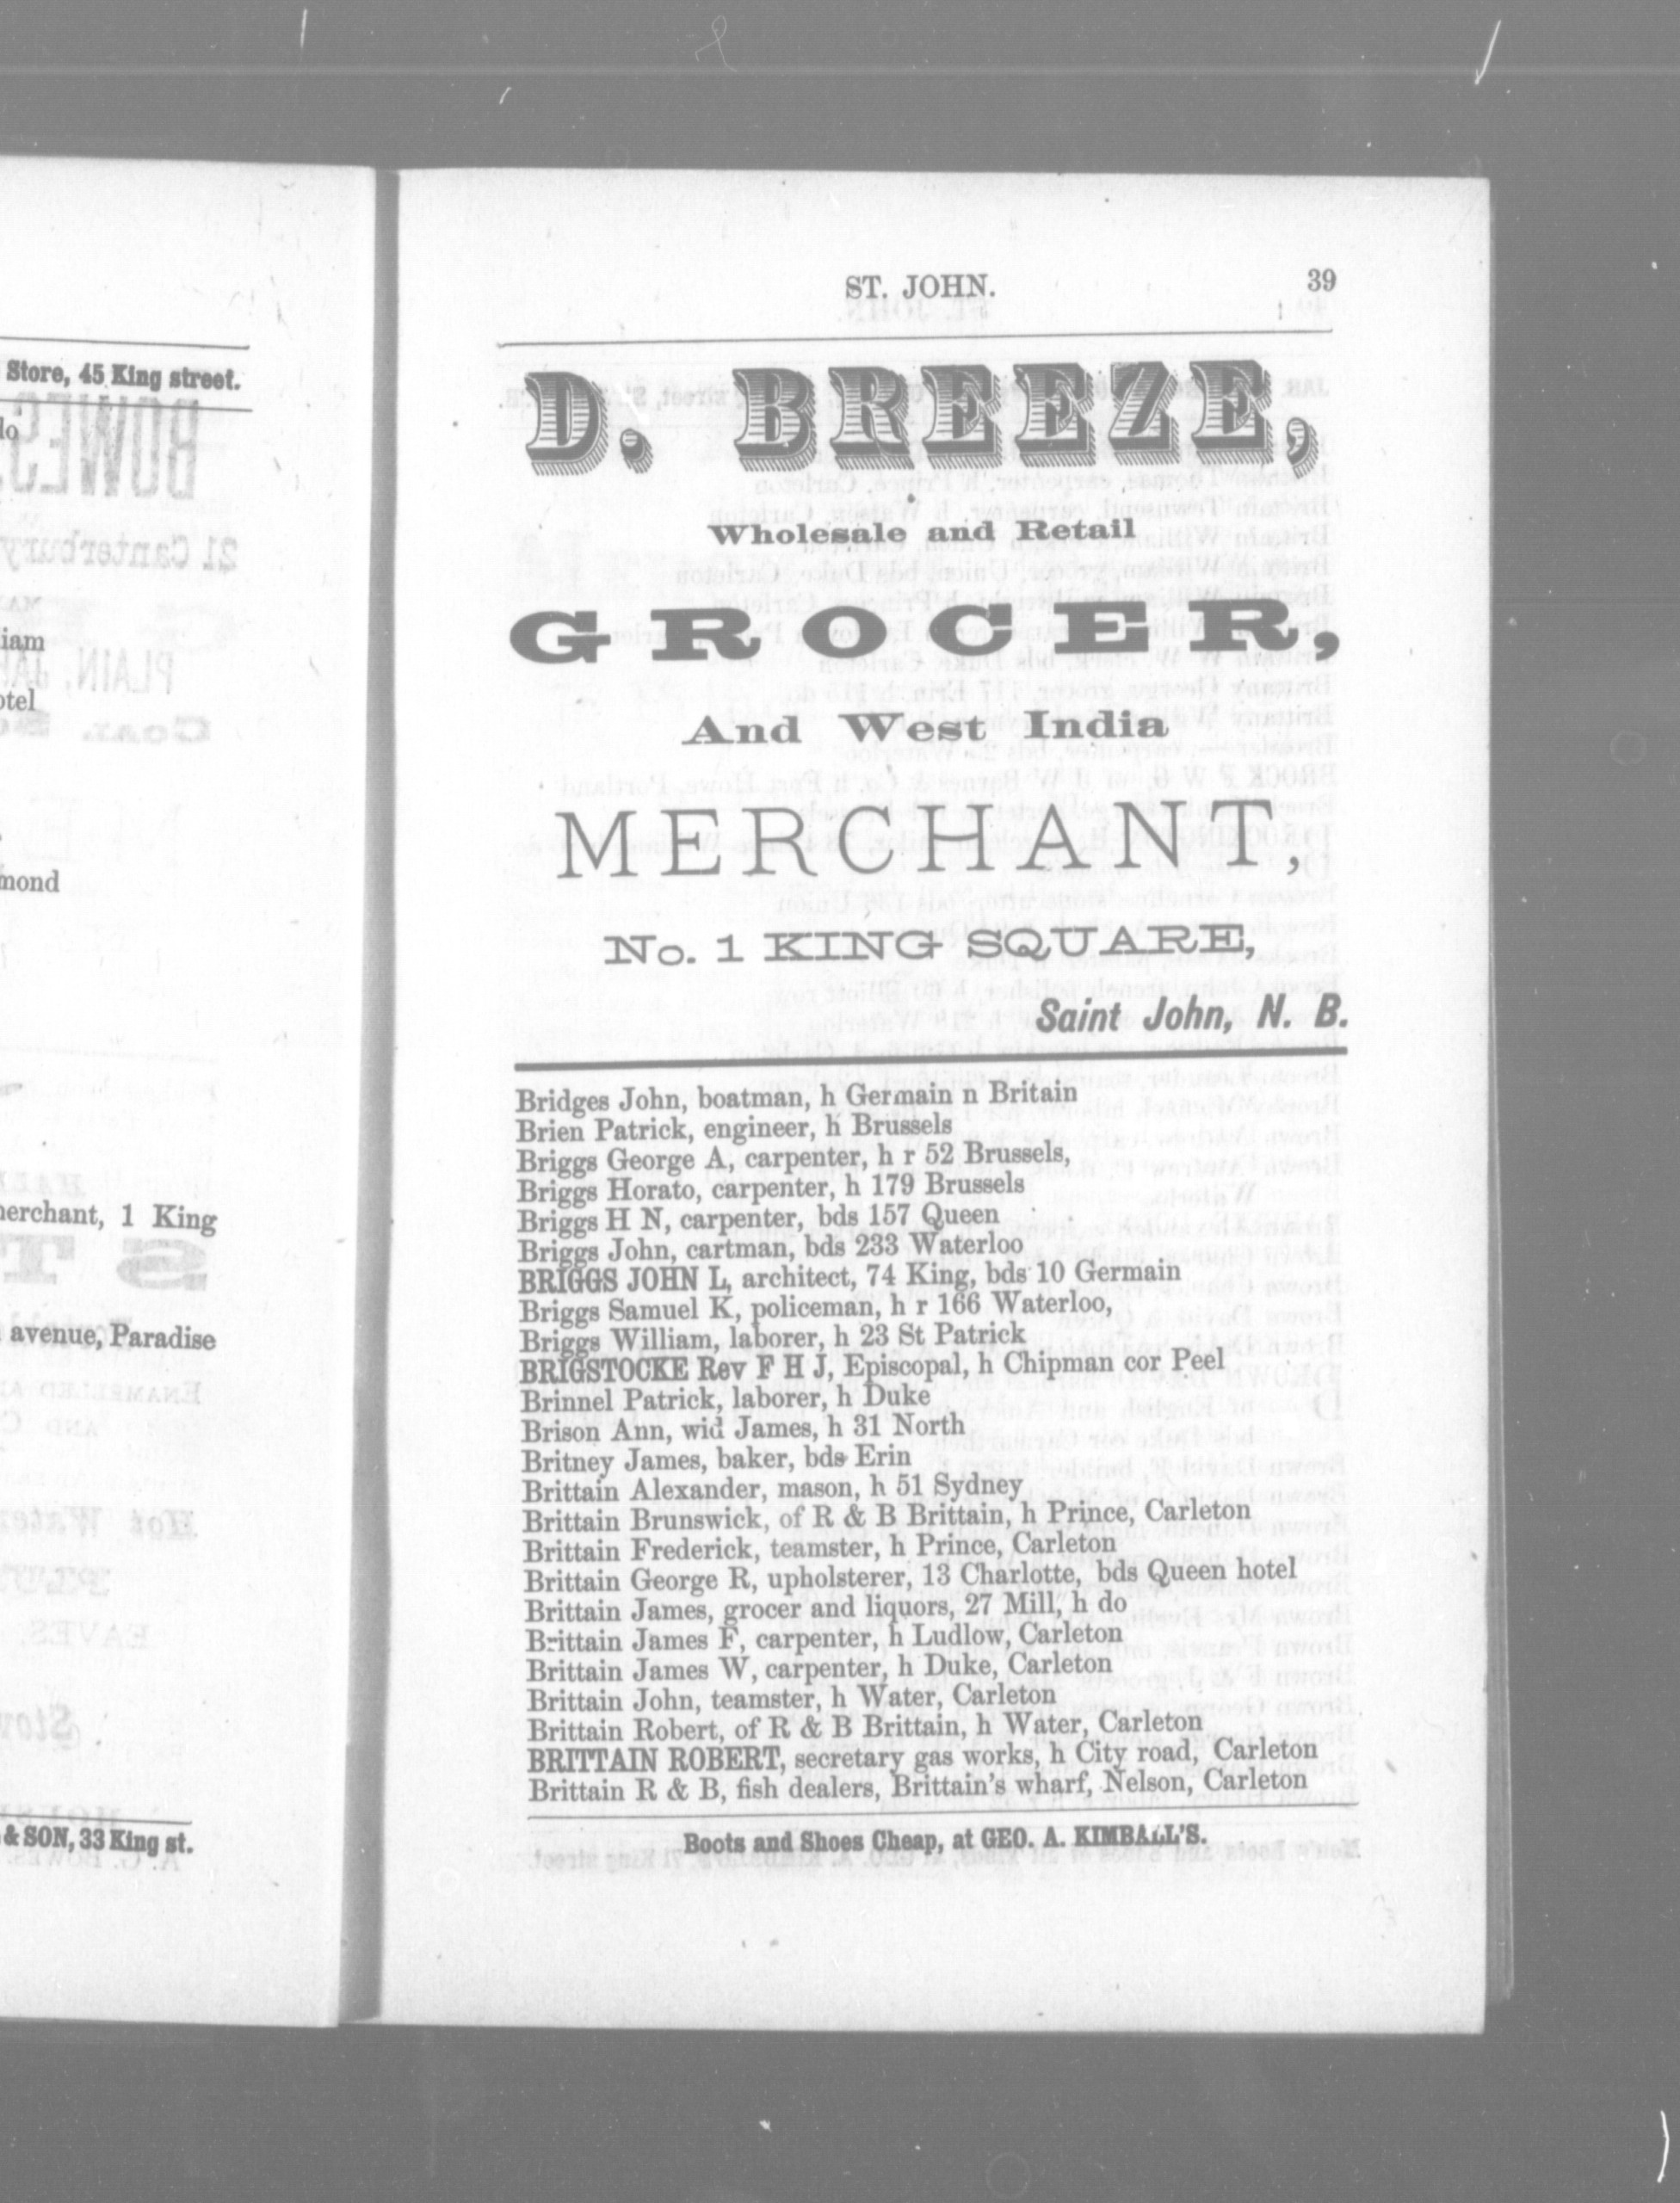 Store, 45 King street.
lo
iam
otel
mond
erchant, 1 King
avenue, Paradise
& SON, 33 King st.
ST. JOHN.
39
D. BREEZE,
Wholesale and Retail
GROCER,
And West India
MERCHANT,
No. 1 KING SQUARE,
Saint John, N. B.
Bridges John, boatman, h Germain n Britain
Brien Patrick, engineer, h Brussels
Briggs George A, carpenter, h r 52 Brussels,
Briggs Horato, carpenter, h 179 Brussels
Briggs H N, carpenter, bds 157 Queen
Briggs John, cartman, bds 233 Waterloo
BRIGGS JOHN L, architect, 74 King, bds 10 Germain
Briggs Samuel K, policeman, h r 166 Waterloo,
Briggs William, laborer, h 23 St Patrick
BRIGSTOCKE Rev F H J, Episcopal, h Chipman cor Peel
Brinnel Patrick, laborer, h Duke
Brison Ann, wid James, h 31 North
Britney James, baker, bds Erin
Brittain Alexander, mason, h 51 Sydney
Brittain Brunswick, of R & B Brittain, h Prince, Carleton
Brittain Frederick, teamster, h Prince, Carleton
Brittain George R, upholsterer, 13 Charlotte, bds Queen hotel
Brittain James, grocer and liquors, 27 Mill, h do
Brittain James F, carpenter, h Ludlow, Carleton
Brittain James W, carpenter, h Duke, Carleton
Brittain John, teamster, h Water, Carleton
Brittain Robert, of R & B Brittain, h Water, Carleton
BRITTAIN ROBERT, secretary gas works, h City road, Carleton
Brittain R & B, fish dealers, Brittain's wharf, Nelson, Carleton
Boots and Shoes Cheap, at GEO. A. KIMBALL'S.